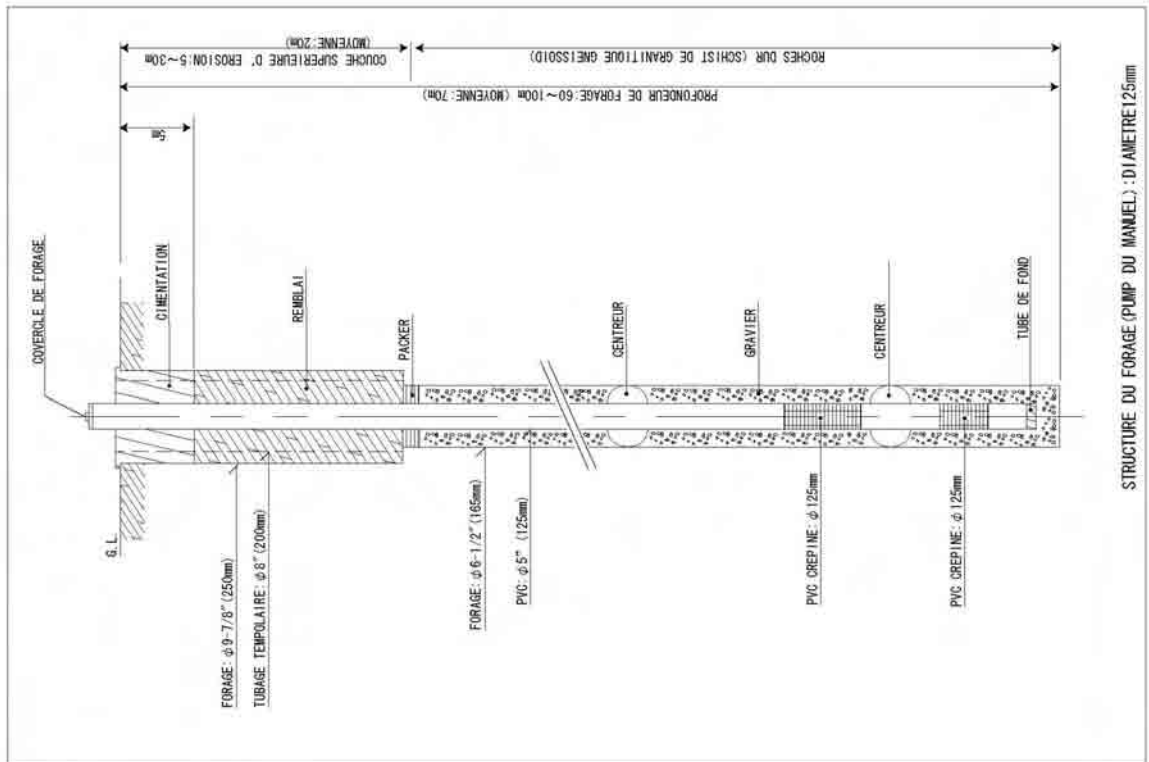 COUCHE SUPERIEURE D' EROSION:5~30m
(MOYENNE:20m)
ROCHES DUR (SCHIST DE GRANITIQUE GNEISSOID)
PROFONDEUR DE FORAGE:60~100m (MOYENNE:70m)
5m
COVERCLE DE FORAGE
CIMENTATION
REMBLAI
PACKER
CENTREUR
GRAVIER
CENTREUR
TUBE DE FOND
G.L
FORAGE: φ9-7/8" (250mm)
TUBAGE TEMPOLAIRE: φ8" (200mm)
FORAGE: φ6-1/2" (165mm)
PVC: φ5" (125mm)
PVC CREPINE: φ125mm
PVC CREPINE: φ125mm
STRUCTURE DU FORAGE(PUMP DU MANUEL):DIAMETRE125mm